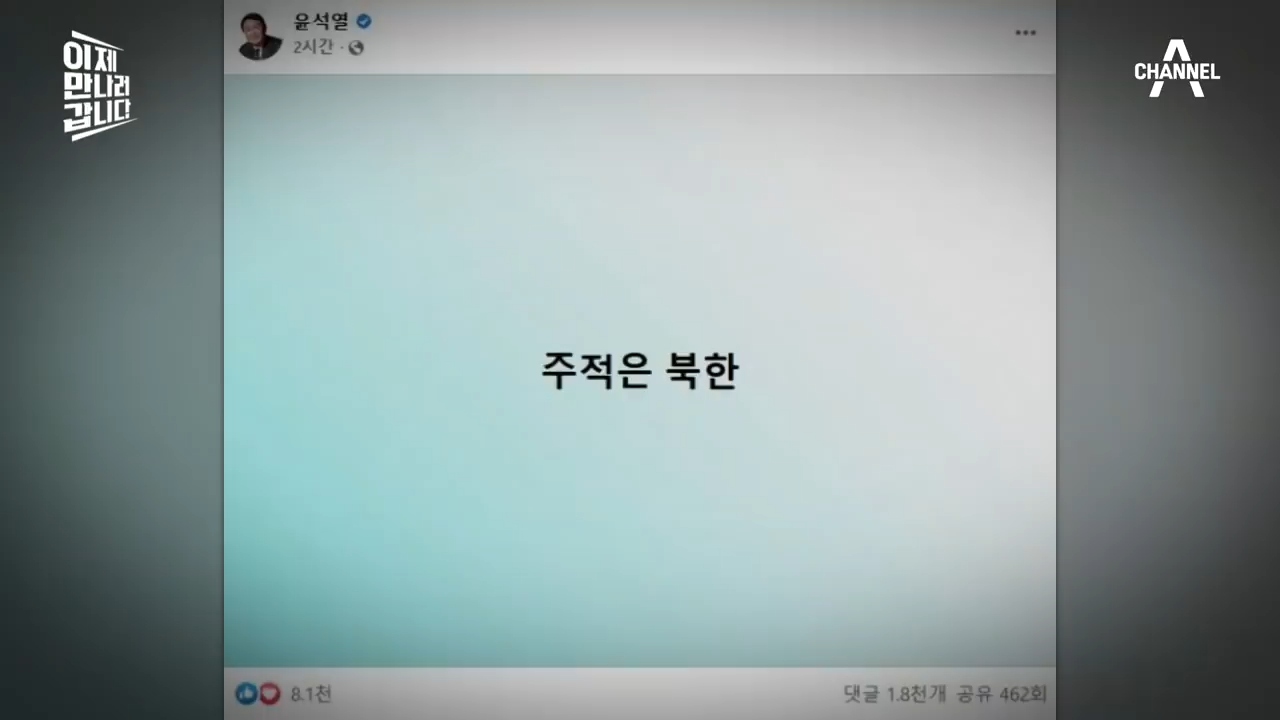 이제
만나러
갑니다
CHANNEL A
윤석열
2시간 ·
주적은 북한
8.1천
댓글 1.8천개 공유 462회